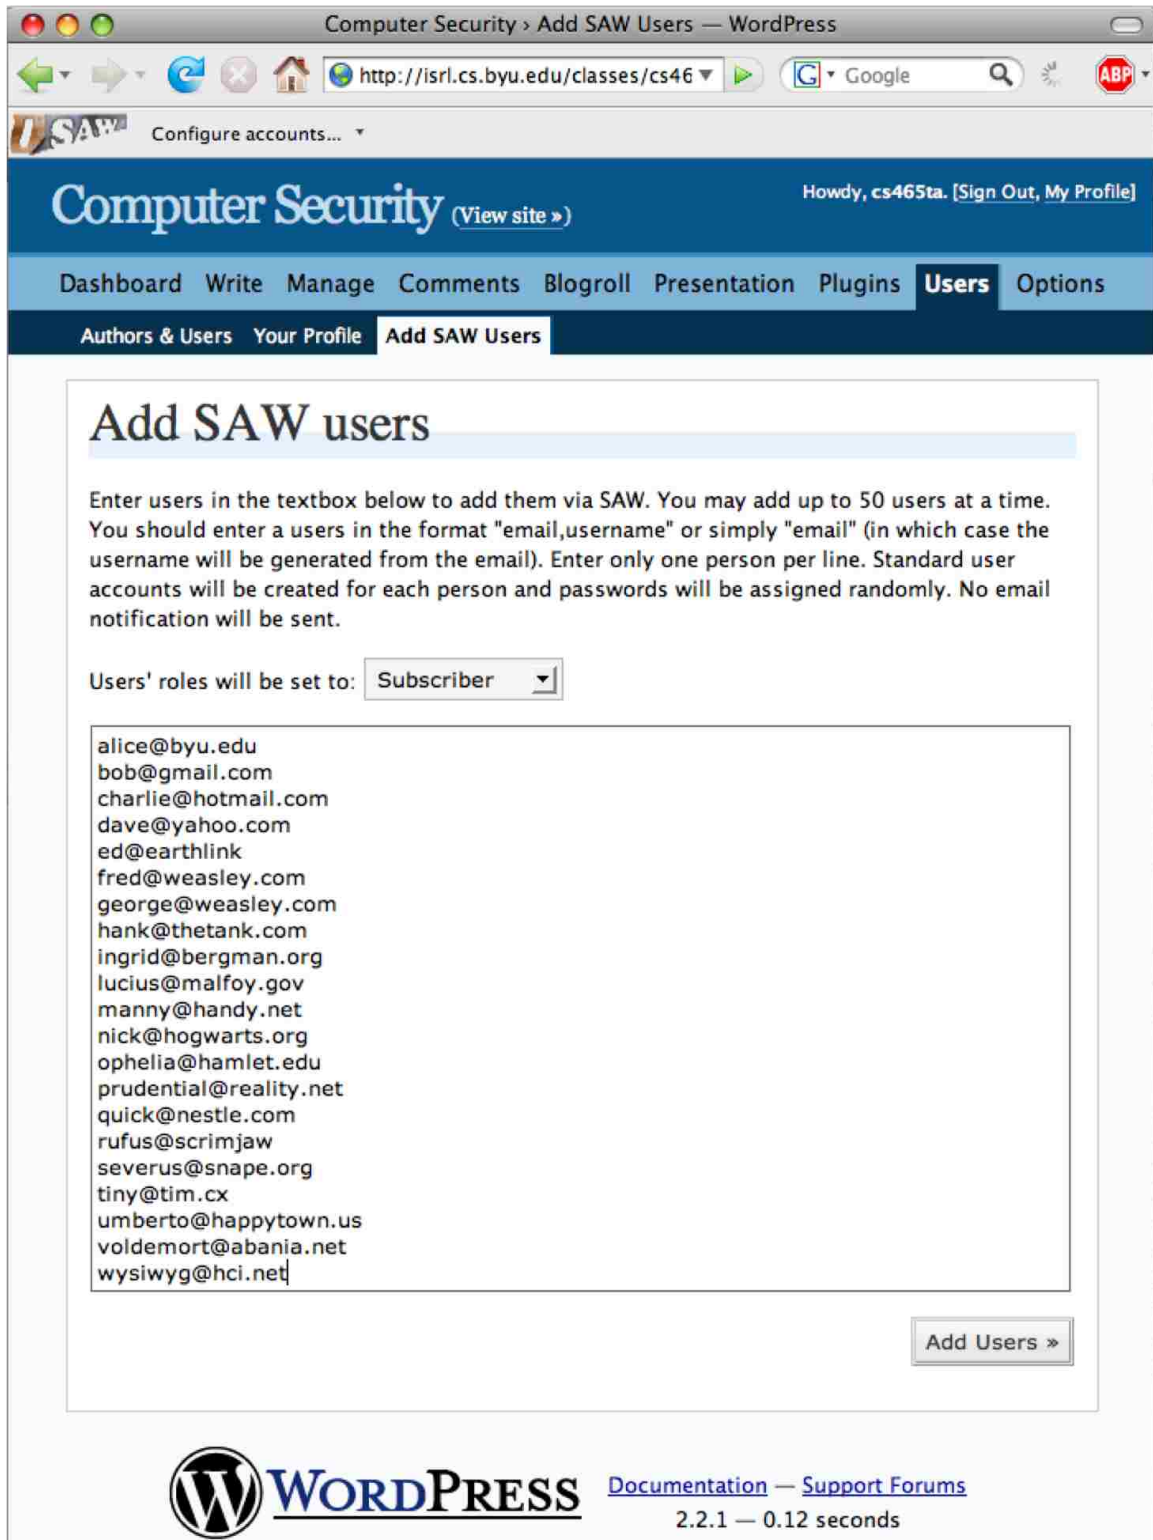 Computer Security › Add SAW Users — WordPress
http://isrl.cs.byu.edu/classes/cs46 G Google ABP
SAW Configure accounts...
Computer Security (View site ») Howdy, cs465ta. [Sign Out, My Profile]
Dashboard Write Manage Comments Blogroll Presentation Plugins Users Options
Authors & Users Your Profile Add SAW Users
Add SAW users
Enter users in the textbox below to add them via SAW. You may add up to 50 users at a time.
You should enter a users in the format "email,username" or simply "email" (in which case the
username will be generated from the email). Enter only one person per line. Standard user
accounts will be created for each person and passwords will be assigned randomly. No email
notification will be sent.
Users' roles will be set to: Subscriber
alice@byu.edu
bob@gmail.com
charlie@hotmail.com
dave@yahoo.com
ed@earthlink
fred@weasley.com
george@weasley.com
hank@thetank.com
ingrid@bergman.org
lucius@malfoy.gov
manny@handy.net
nick@hogwarts.org
ophelia@hamlet.edu
prudential@reality.net
quick@nestle.com
rufus@scrimjaw
severus@snape.org
tiny@tim.cx
umberto@happytown.us
voldemort@abania.net
wysiwyg@hci.net
Add Users »
W WORDPRESS Documentation — Support Forums
2.2.1 — 0.12 seconds